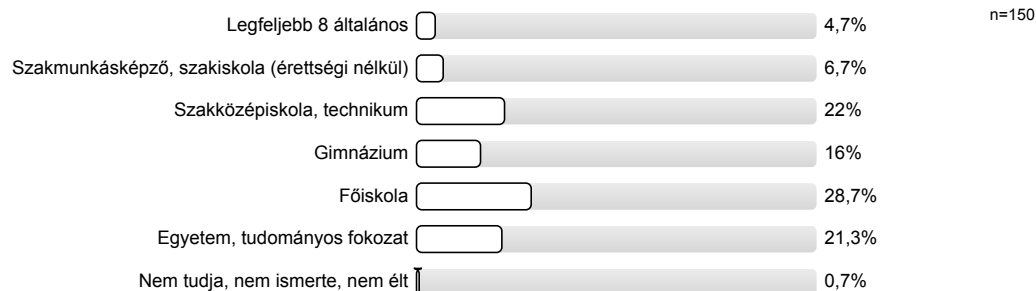 Legfeljebb 8 általános 4,7% n=150
Szakmunkásképző, szakiskola (érettségi nélkül) 6,7%
Szakközépiskola, technikum 22%
Gimnázium 16%
Főiskola 28,7%
Egyetem, tudományos fokozat 21,3%
Nem tudja, nem ismerte, nem élt 0,7%